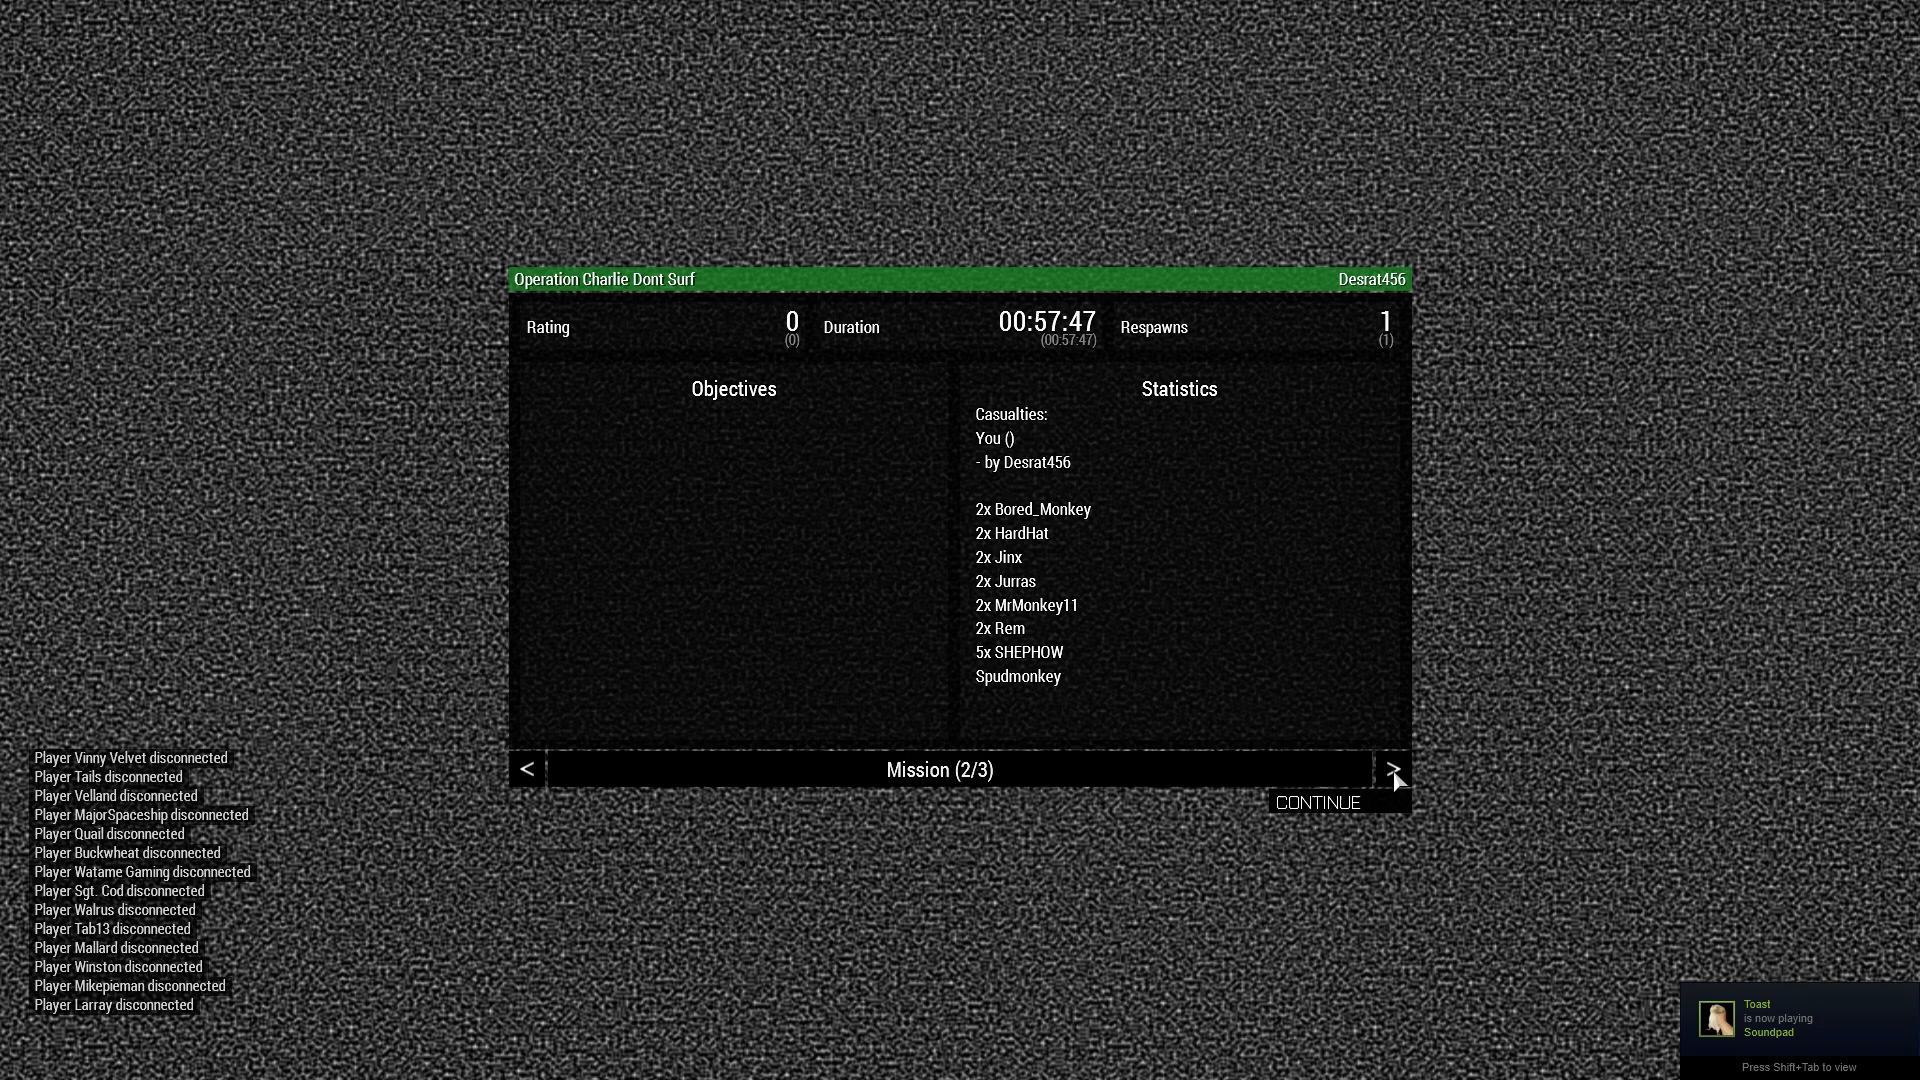 Operation Charlie Dont Surf Desrat456
Rating 0 (0) Duration 00:57:47 (00:57:47) Respawns 1 (1)
Objectives
Statistics
Casualties:
You ()
- by Desrat456
2x Bored_Monkey
2x HardHat
2x Jinx
2x Jurras
2x MrMonkey11
2x Rem
5x SHEPHOW
Spudmonkey
< Mission (2/3) >
CONTINUE
Player Vinny Velvet disconnected
Player Tails disconnected
Player Velland disconnected
Player MajorSpaceship disconnected
Player Quail disconnected
Player Buckwheat disconnected
Player Watame Gaming disconnected
Player Sgt. Cod disconnected
Player Walrus disconnected
Player Tab13 disconnected
Player Mallard disconnected
Player Winston disconnected
Player Mikepieman disconnected
Player Larray disconnected
Toast
is now playing
Soundpad
Press Shift+Tab to view